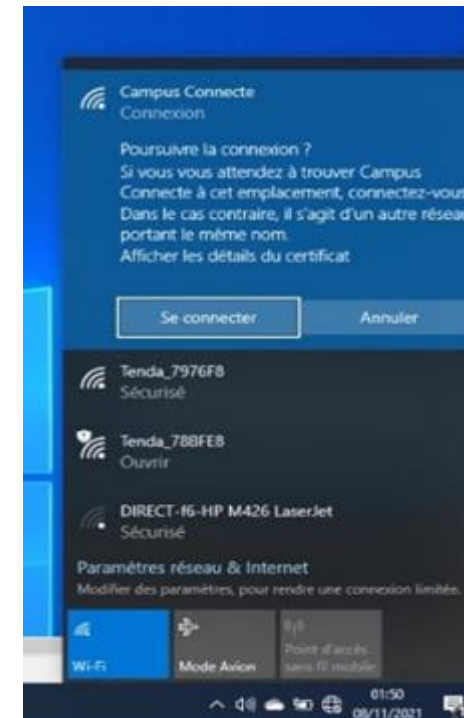 Campus Connecte
Connexion
Poursuivre la connexion ?
Si vous vous attendez à trouver Campus
Connecte à cet emplacement, connectez-vous
Dans le cas contraire, il s'agit d'un autre réseau
portant le même nom.
Afficher les détails du certificat
Se connecter
Annuler
Tenda_7976F8
Sécurisé
Tenda_78BFE8
Ouvrir
DIRECT-f6-HP M426 LaserJet
Sécurisé
Paramètres réseau & Internet
Modifier des paramètres, pour rendre une connexion limitée.
Wi-Fi
Mode Avion
Point d'accès
sans fil mobile
01:50
08/11/2021